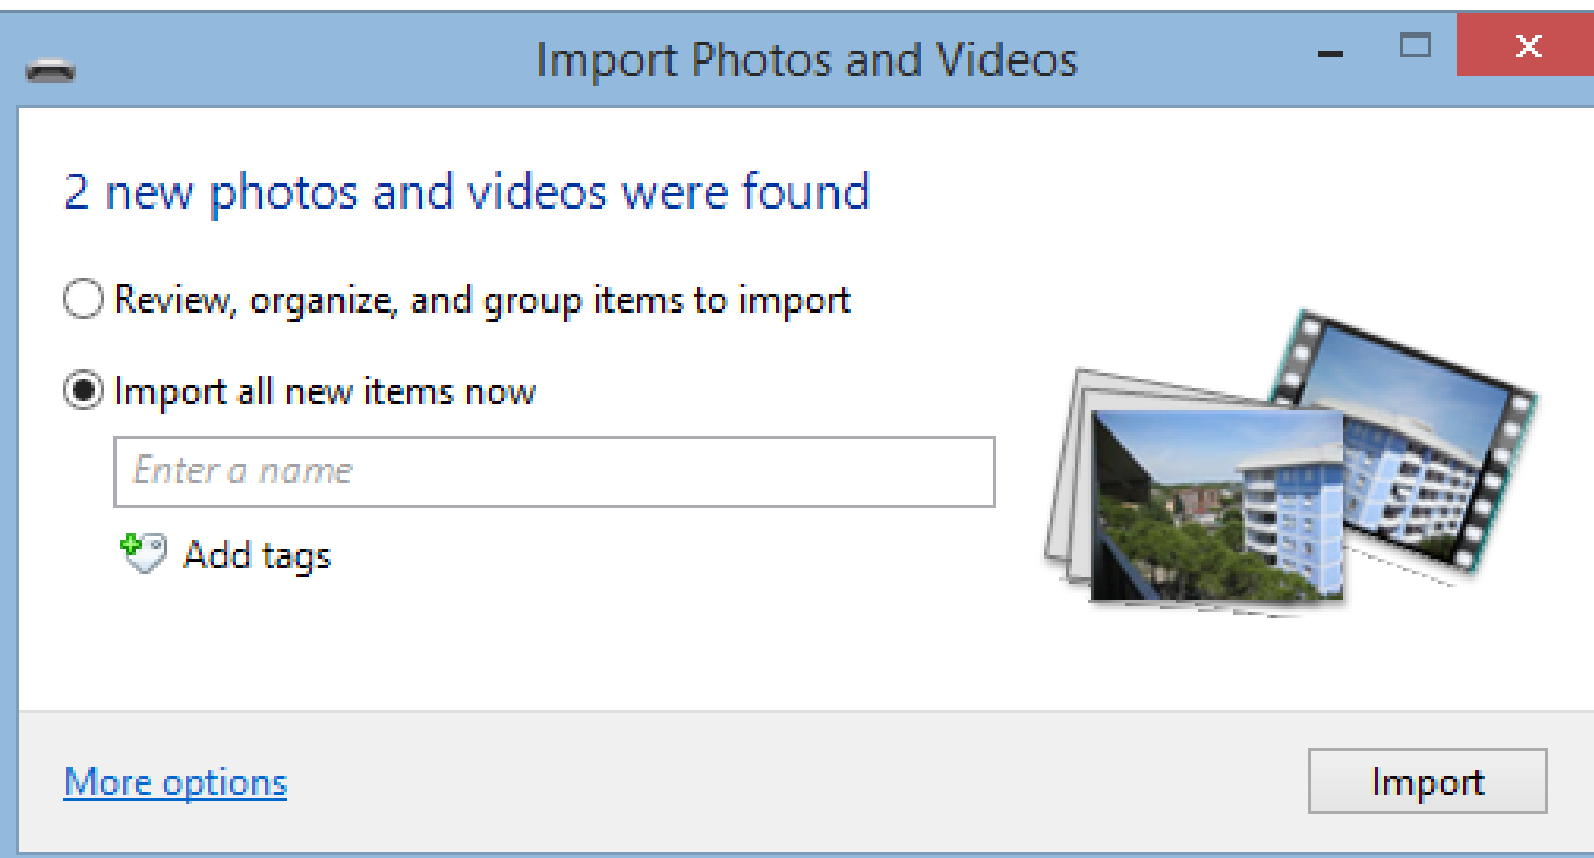 Import Photos and Videos
2 new photos and videos were found
Review, organize, and group items to import
Import all new items now
Enter a name
Add tags
More options
Import